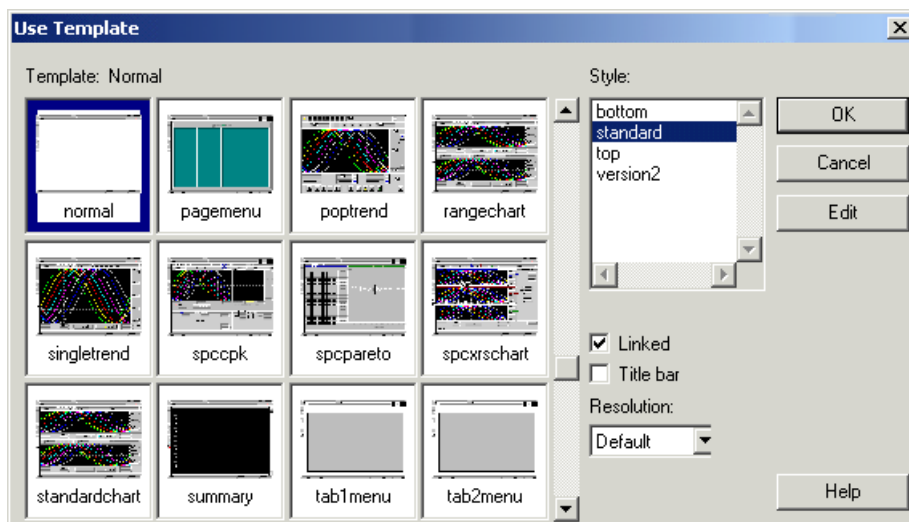 Use Template
Template: Normal
normal
pagemenu
poptrend
rangechart
singletrend
spccpk
spcpareto
spcxrschart
standardchart
summary
tab1menu
tab2menu
Style:
bottom
standard
top
version2
OK
Cancel
Edit
Linked
Title bar
Resolution:
Default
Help